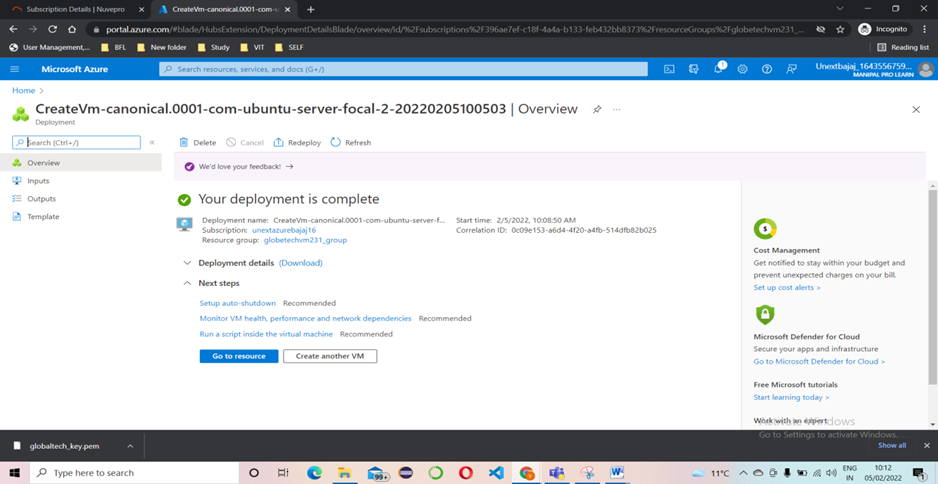 Subscription Details | Nuvepro
CreateVm-canonical.0001-com-u
portal.azure.com/#blade/HubsExtension/DeploymentDetailsBlade/overview/id/%2Fsubscriptions%2F396ae7ef-c18f-4a4a-b133-feb432bb8373%2FresourceGroups%2Fglobetechvm231_...
Incognito
User Management,...
BFL
New folder
Study
VIT
SELF
Reading list
Microsoft Azure
Search resources, services, and docs (G+/)
1
Unextbajaj_1643556759...
MANIPAL PRO LEARN
Home >
CreateVm-canonical.0001-com-ubuntu-server-focal-2-20220205100503 | Overview
...
Deployment
Search (Ctrl+/)
«
Delete
Cancel
Redeploy
Refresh
Overview
Inputs
Outputs
Template
We'd love your feedback! →
Your deployment is complete
Deployment name: CreateVm-canonical.0001-com-ubuntu-server-f...
Subscription: unextazurebajaj16
Resource group: globetechvm231_group
Start time: 2/5/2022, 10:08:50 AM
Correlation ID: 0c09e153-a6d4-4f20-a4fb-514dfb82b025
Deployment details (Download)
Next steps
Setup auto-shutdown Recommended
Monitor VM health, performance and network dependencies Recommended
Run a script inside the virtual machine Recommended
Go to resource
Create another VM
Cost Management
Get notified to stay within your budget and
prevent unexpected charges on your bill.
Set up cost alerts >
Microsoft Defender for Cloud
Secure your apps and infrastructure
Go to Microsoft Defender for Cloud >
Free Microsoft tutorials
Start learning today >
Work with an expert
Activate Windows
Go to Settings to activate Windows.
globaltech_key.pem
Show all
Type here to search
99+
11°C
ENG
IN
10:12
05/02/2022
1